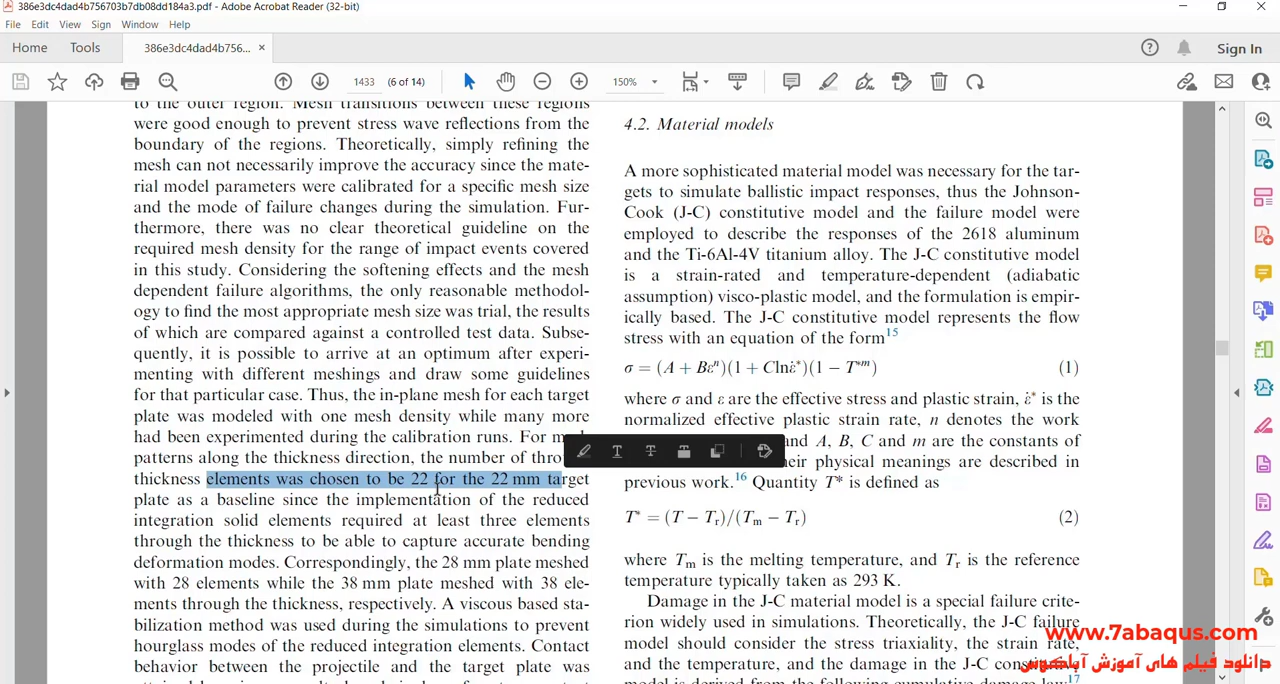 386e3dc4dad4b756703b7db08dd184a3.pdf - Adobe Acrobat Reader (32-bit)
File Edit View Sign Window Help
Home Tools 386e3dc4dad4b756... × Sign In
1433 (6 of 14) 150%
to the outer region. Mesh transitions between these regions
were good enough to prevent stress wave reflections from the
boundary of the regions. Theoretically, simply refining the
mesh can not necessarily improve the accuracy since the mate-
rial model parameters were calibrated for a specific mesh size
and the mode of failure changes during the simulation. Fur-
thermore, there was no clear theoretical guideline on the
required mesh density for the range of impact events covered
in this study. Considering the softening effects and the mesh
dependent failure algorithms, the only reasonable methodol-
ogy to find the most appropriate mesh size was trial, the results
of which are compared against a controlled test data. Subse-
quently, it is possible to arrive at an optimum after experi-
menting with different meshings and draw some guidelines
for that particular case. Thus, the in-plane mesh for each target
plate was modeled with one mesh density while many more
had been experimented during the calibration runs. For
patterns along the thickness direction, the number of
thickness elements was chosen to be 22 for the 22 mm target
plate as a baseline since the implementation of the reduced
integration solid elements required at least three elements
through the thickness to be able to capture accurate bending
deformation modes. Correspondingly, the 28 mm plate meshed
with 28 elements while the 38 mm plate meshed with 38 ele-
ments through the thickness, respectively. A viscous based sta-
bilization method was used during the simulations to prevent
hourglass modes of the reduced integration elements. Contact
behavior between the projectile and the target plate was
4.2. Material models
A more sophisticated material model was necessary for the tar-
gets to simulate ballistic impact responses, thus the Johnson-
Cook (J-C) constitutive model and the failure model were
employed to describe the responses of the 2618 aluminum
and the Ti-6Al-4V titanium alloy. The J-C constitutive model
is a strain-rated and temperature-dependent (adiabatic
assumption) visco-plastic model, and the formulation is empir-
ically based. The J-C constitutive model represents the flow
stress with an equation of the form15
σ = (A + Bεⁿ)(1 + Clnε̇*)(1 − T*ᵐ) (1)
where σ and ε are the effective stress and plastic strain, ε̇* is the
normalized effective plastic strain rate, n denotes the work
and A, B, C and m are the constants of
their physical meanings are described in
previous work.16 Quantity T* is defined as
T* = (T − Tr)/(Tm − Tr) (2)
where Tm is the melting temperature, and Tr is the reference
temperature typically taken as 293 K.
Damage in the J-C material model is a special failure crite-
rion widely used in simulations. Theoretically, the J-C failure
model should consider the stress triaxiality, the strain rate,
and the temperature, and the damage in the J-C
model is derived from the following cumulative damage law:17
www.7abaqus.com
دانلود فیلم های آموزش آباکوس